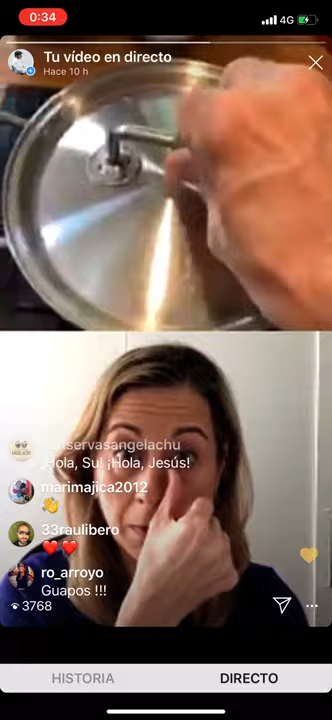 0:34
4G
Tu vídeo en directo
Hace 10 h
¡Hola, Su! ¡Hola, Jesús!
marimajica2012
33raulibero
ro_arroyo
Guapos !!!
3768
HISTORIA
DIRECTO